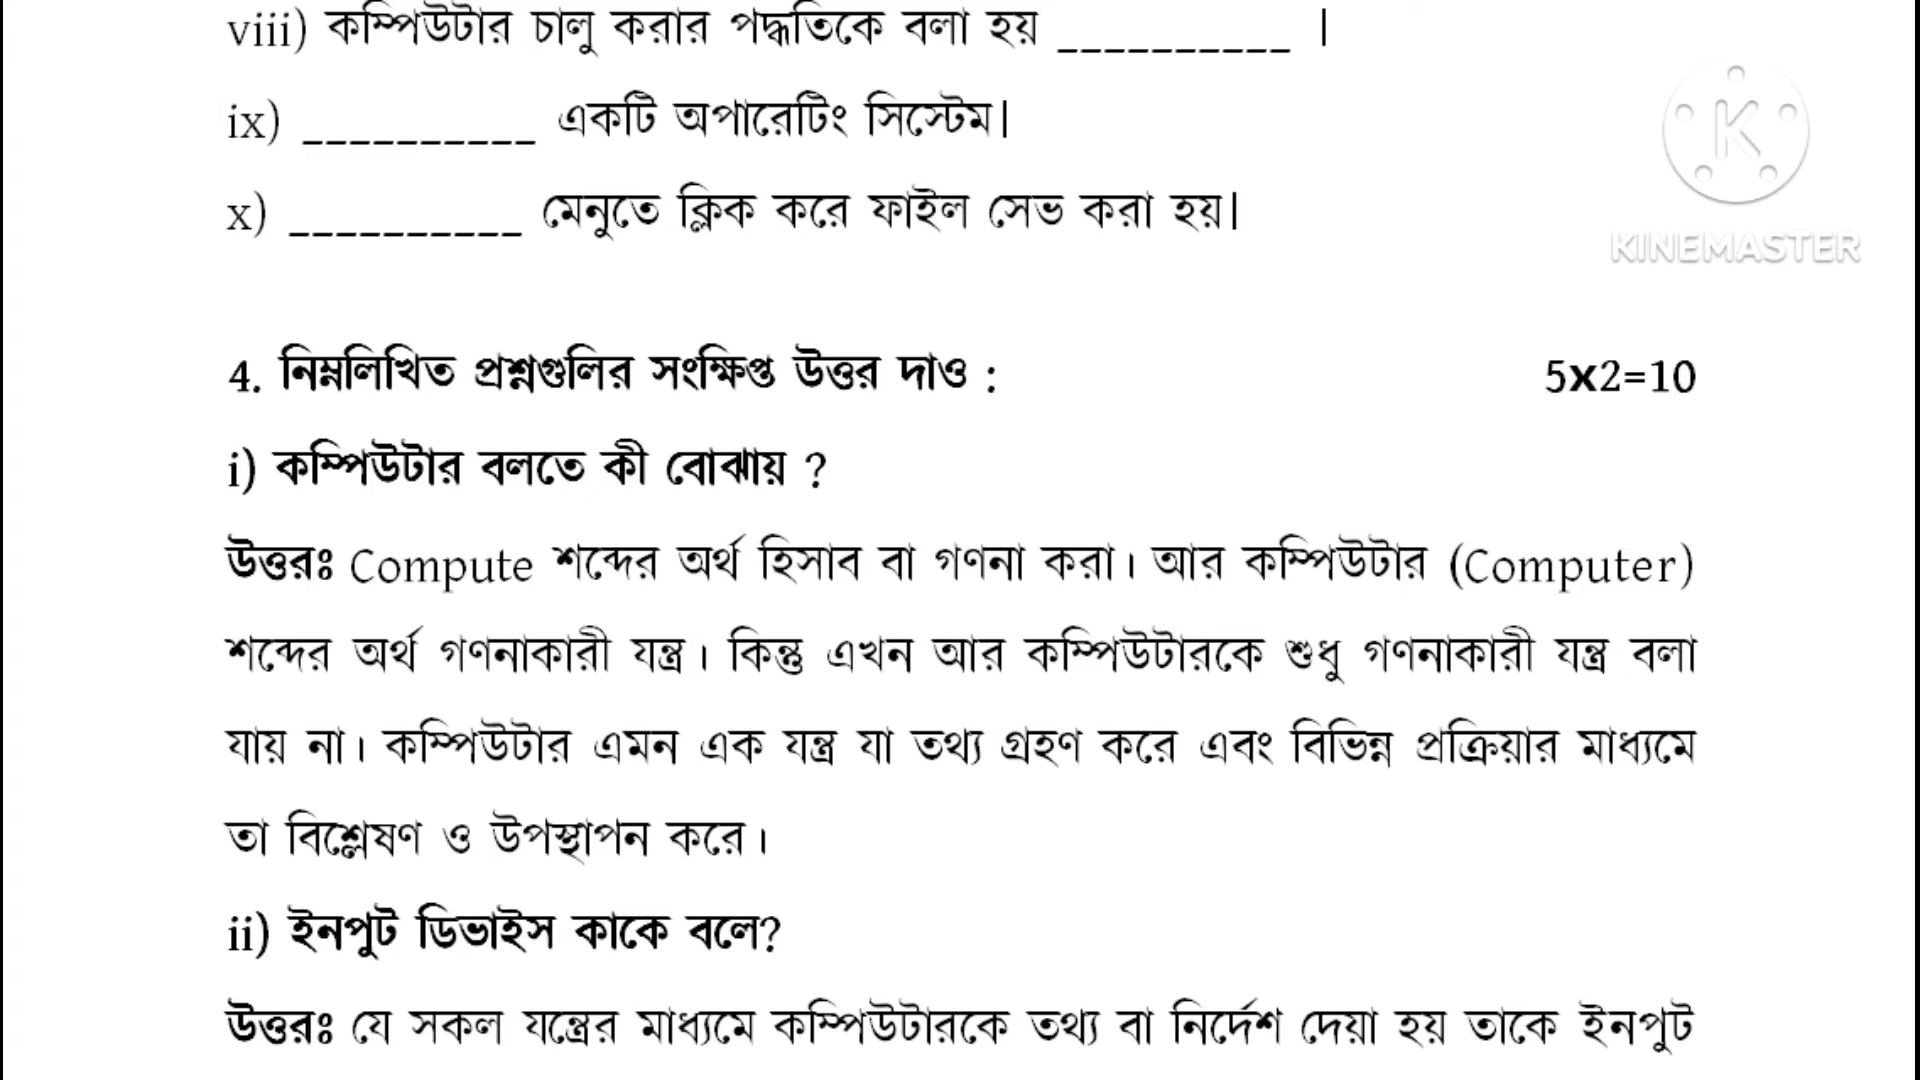 viii) কম্পিউটার চালু করার পদ্ধতিকে বলা হয় __________ ।
ix) __________ একটি অপারেটিং সিস্টেম|
x) __________ মেনুতে ক্লিক করে ফাইল সেভ করা হয়|
KINEMASTER
4. নিম্নলিখিত প্রশ্নগুলির সংক্ষিপ্ত উত্তর দাও : 5x2=10
i) কম্পিউটার বলতে কী বোঝায় ?
উত্তরঃ Compute শব্দের অর্থ হিসাব বা গণনা করা। আর কম্পিউটার (Computer)
শব্দের অর্থ গণনাকারী যন্ত্র। কিন্তু এখন আর কম্পিউটারকে শুধু গণনাকারী যন্ত্র বলা
যায় না। কম্পিউটার এমন এক যন্ত্র যা তথ্য গ্রহণ করে এবং বিভিন্ন প্রক্রিয়ার মাধ্যমে
তা বিশ্লেষণ ও উপস্থাপন করে।
ii) ইনপুট ডিভাইস কাকে বলে?
উত্তরঃ যে সকল যন্ত্রের মাধ্যমে কম্পিউটারকে তথ্য বা নির্দেশ দেয়া হয় তাকে ইনপুট